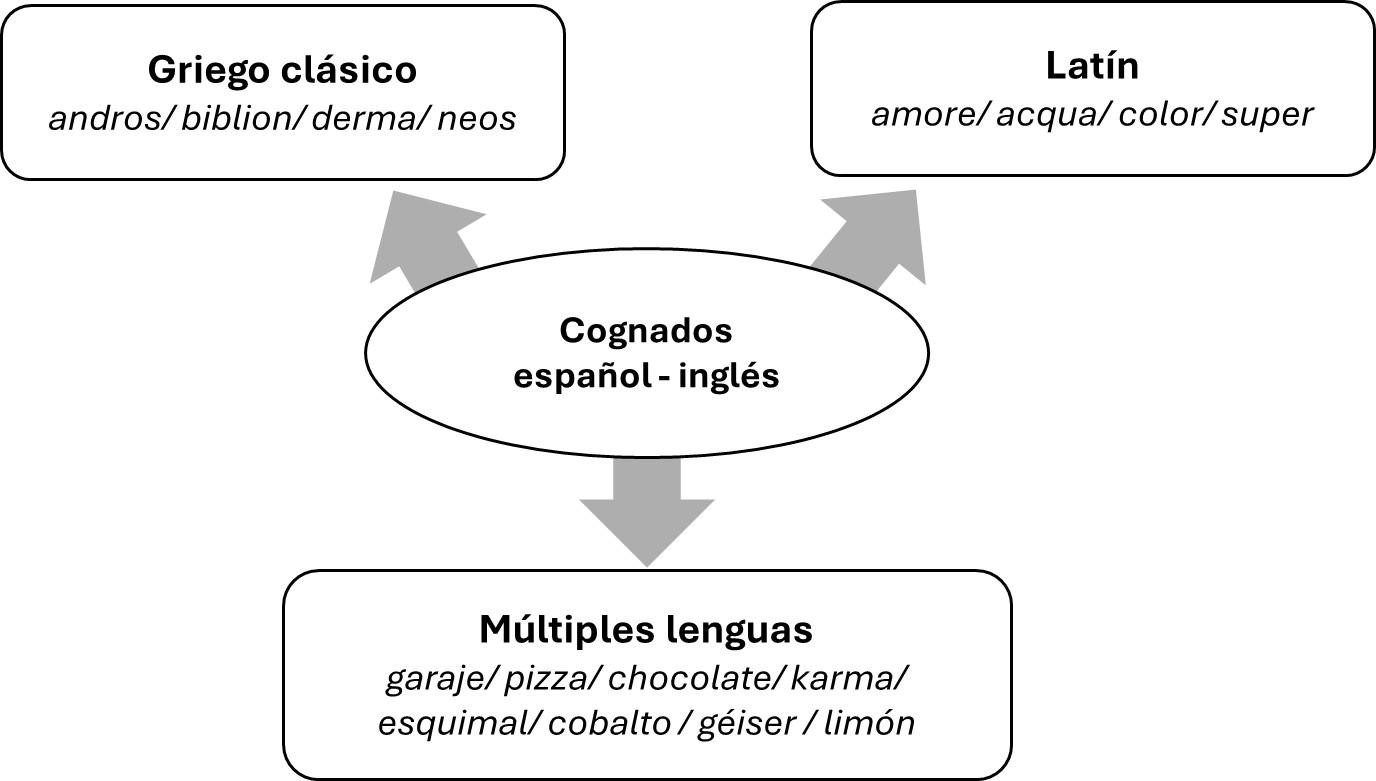 Griego clásico
andros/ biblion/ derma/ neos
Latín
amore/ acqua/ color/ super
Cognados
español - inglés
Múltiples lenguas
garaje/ pizza/ chocolate/ karma/
esquimal/ cobalto / géiser / limón